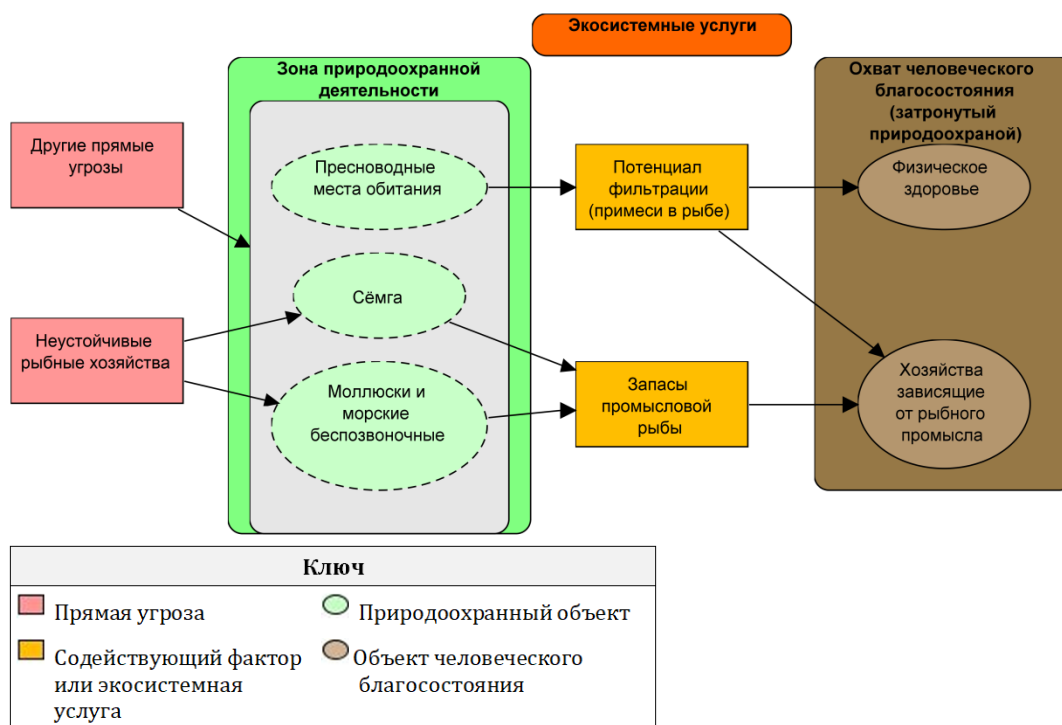 Экосистемные услуги
Зона природоохранной
деятельности
Охват человеческого
благосостояния
(затронутый
природоохраной)
Другие прямые
угрозы
Пресноводные
места обитания
Потенциал
фильтрации
(примеси в рыбе)
Физическое
здоровье
Сёмга
Неустойчивые
рыбные хозяйства
Моллюски и
морские
беспозвоночные
Запасы
промысловой
рыбы
Хозяйства
зависящие
от рыбного
промысла
Ключ
Прямая угроза
Природоохранный объект
Содействующий фактор
или экосистемная
услуга
Объект человеческого
благосостояния